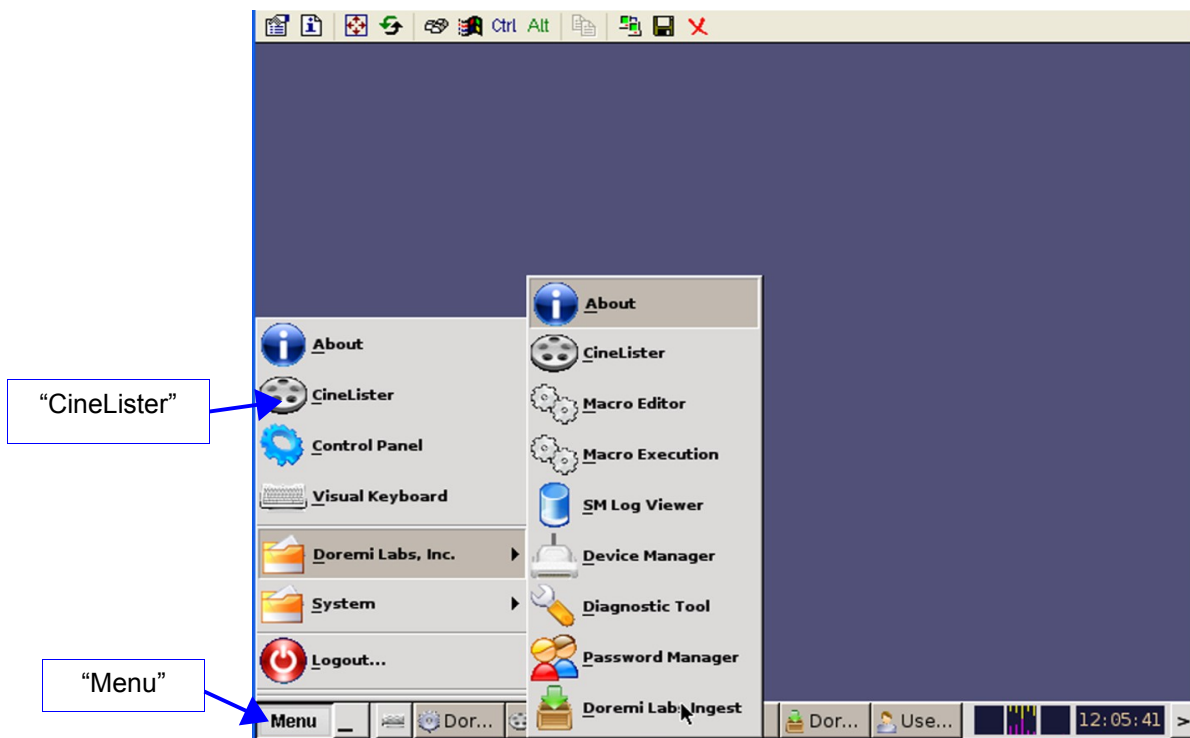 Ctrl Alt
About
CineLister
Control Panel
Visual Keyboard
Doremi Labs, Inc.
System
Logout...
About
CineLister
Macro Editor
Macro Execution
SM Log Viewer
Device Manager
Diagnostic Tool
Password Manager
Doremi Labs Ingest
“CineLister”
“Menu”
Menu _ Dor... Dor... Use... 12:05:41 >